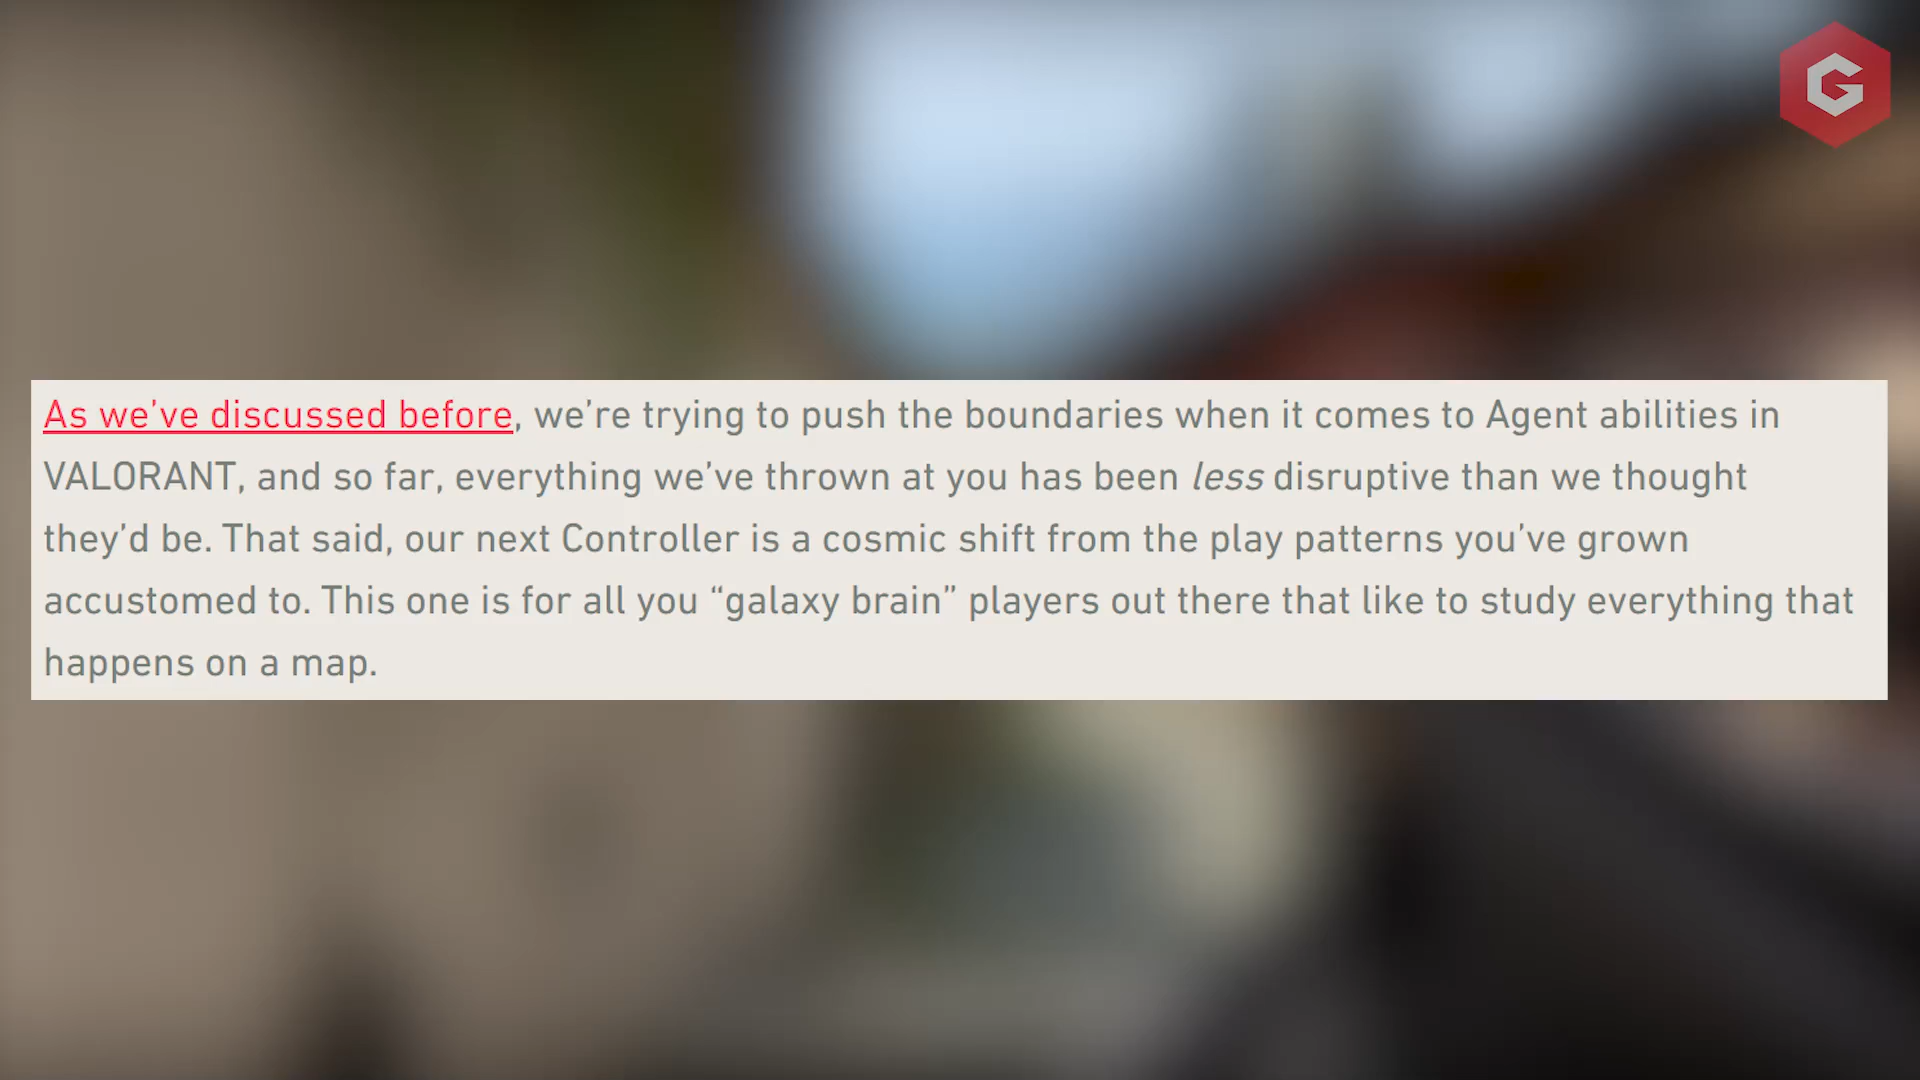 As we’ve discussed before, we’re trying to push the boundaries when it comes to Agent abilities in
VALORANT, and so far, everything we’ve thrown at you has been less disruptive than we thought
they’d be. That said, our next Controller is a cosmic shift from the play patterns you’ve grown
accustomed to. This one is for all you “galaxy brain” players out there that like to study everything that
happens on a map.